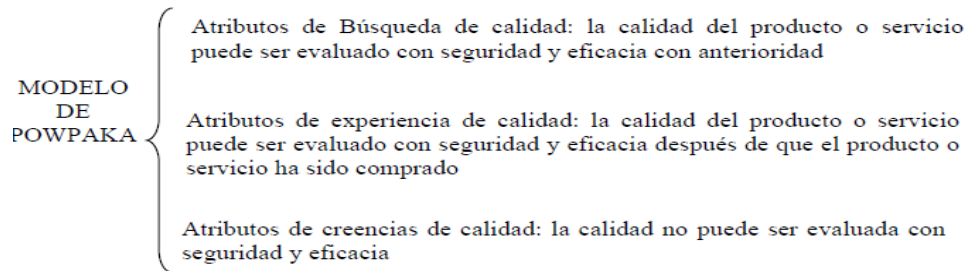 Atributos de Búsqueda de calidad: la calidad del producto o servicio
puede ser evaluado con seguridad y eficacia con anterioridad
MODELO
DE
POWPAKA
Atributos de experiencia de calidad: la calidad del producto o servicio
puede ser evaluado con seguridad y eficacia después de que el producto o
servicio ha sido comprado
Atributos de creencias de calidad: la calidad no puede ser evaluada con
seguridad y eficacia